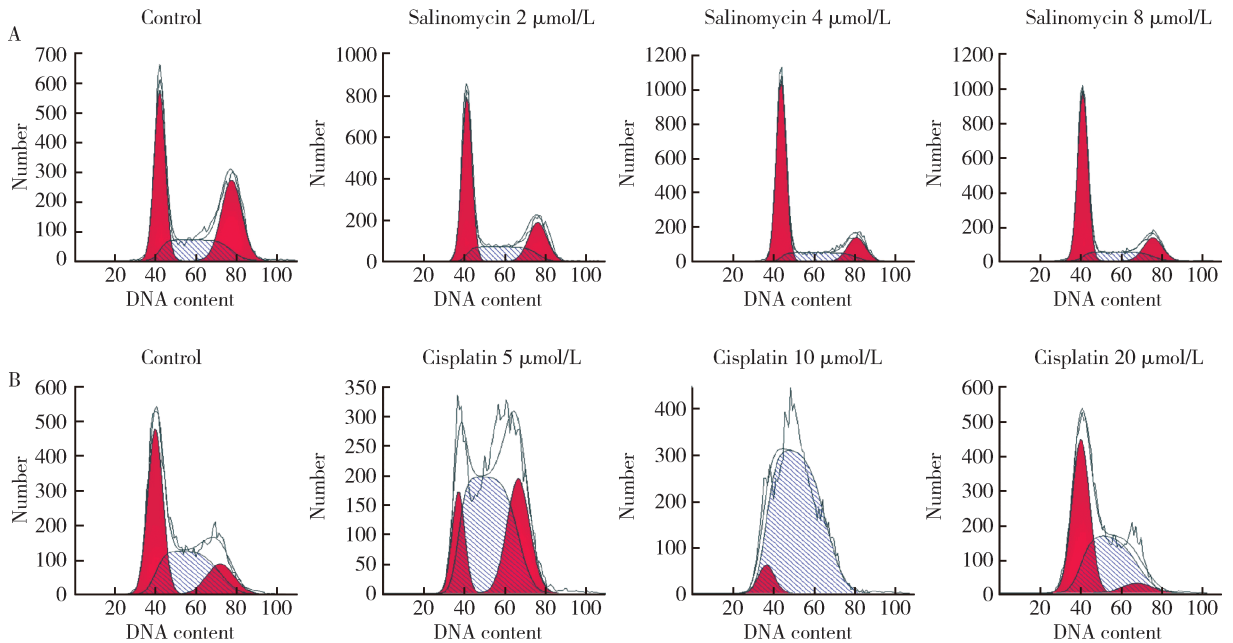 A
Control
Number
700
600
500
400
300
200
100
0
20 40 60 80 100
DNA content
Salinomycin 2 μmol/L
Number
1000
800
600
400
200
0
20 40 60 80 100
DNA content
Salinomycin 4 μmol/L
Number
1200
1000
800
600
400
200
0
20 40 60 80 100
DNA content
Salinomycin 8 μmol/L
Number
1200
1000
800
600
400
200
0
20 40 60 80 100
DNA content
B
Control
Number
600
500
400
300
200
100
0
20 40 60 80 100
DNA content
Cisplatin 5 μmol/L
Number
350
300
250
200
150
100
50
0
20 40 60 80 100
DNA content
Cisplatin 10 μmol/L
Number
400
300
200
100
0
20 40 60 80 100
DNA content
Cisplatin 20 μmol/L
Number
600
500
400
300
200
100
0
20 40 60 80 100
DNA content